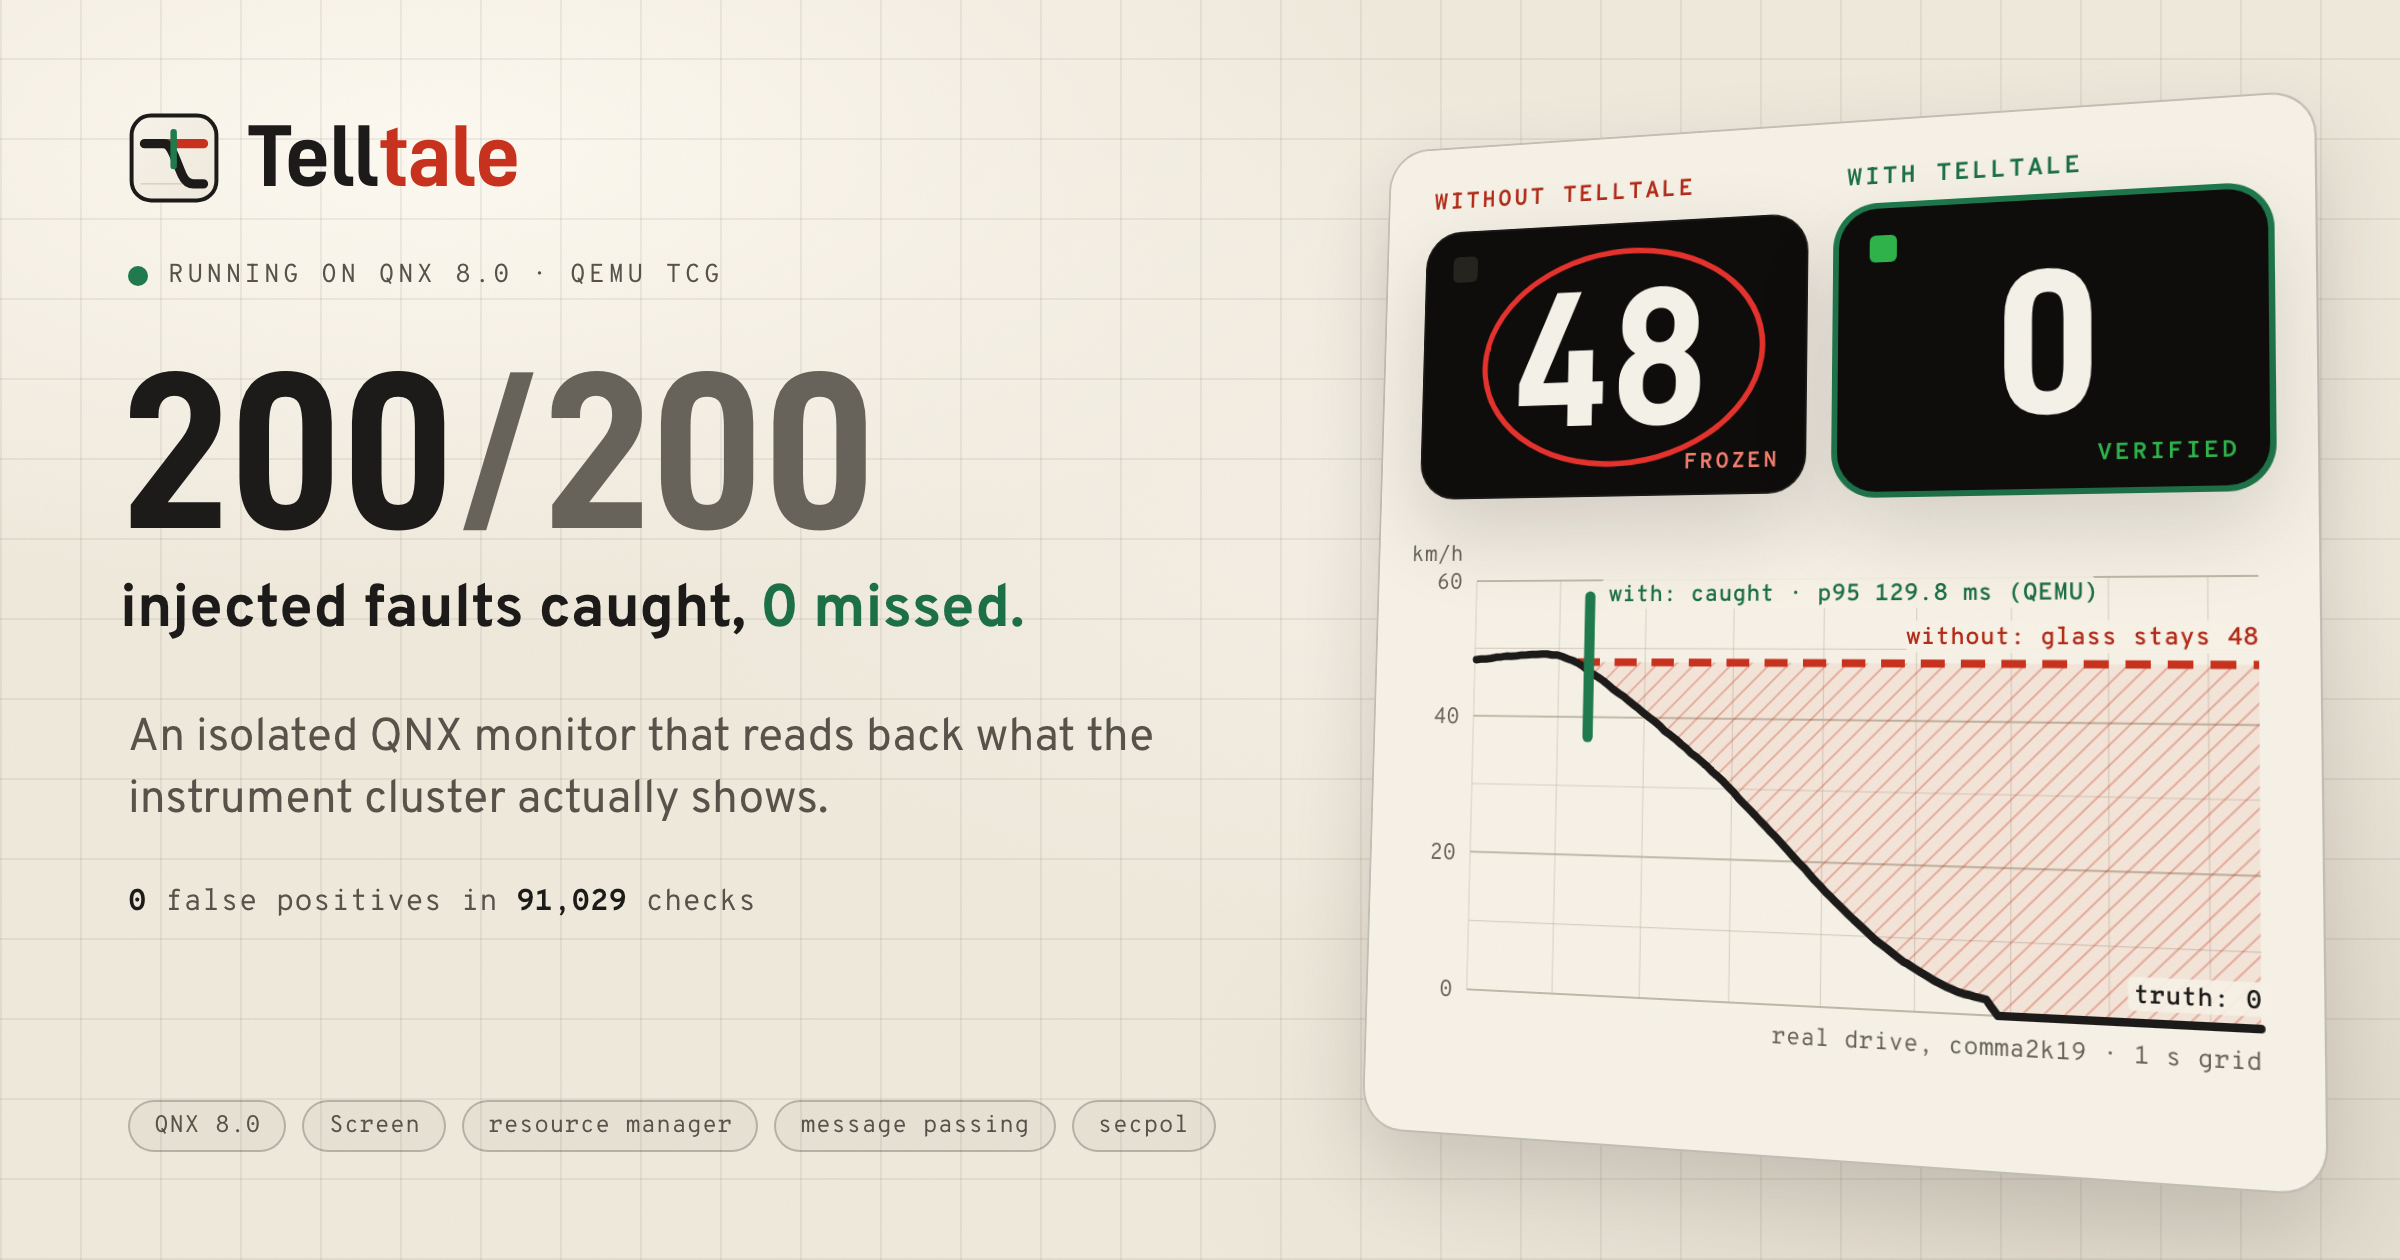 Telltale
RUNNING ON QNX 8.0 · QEMU TCG
200/200
injected faults caught, 0 missed.
An isolated QNX monitor that reads back what the
instrument cluster actually shows.
0 false positives in 91,029 checks
QNX 8.0
Screen
resource manager
message passing
secpol
WITHOUT TELLTALE
48
FROZEN
WITH TELLTALE
0
VERIFIED
km/h
60
with: caught · p95 129.8 ms (QEMU)
without: glass stays 48
40
20
0
truth: 0
real drive, comma2k19 · 1 s grid